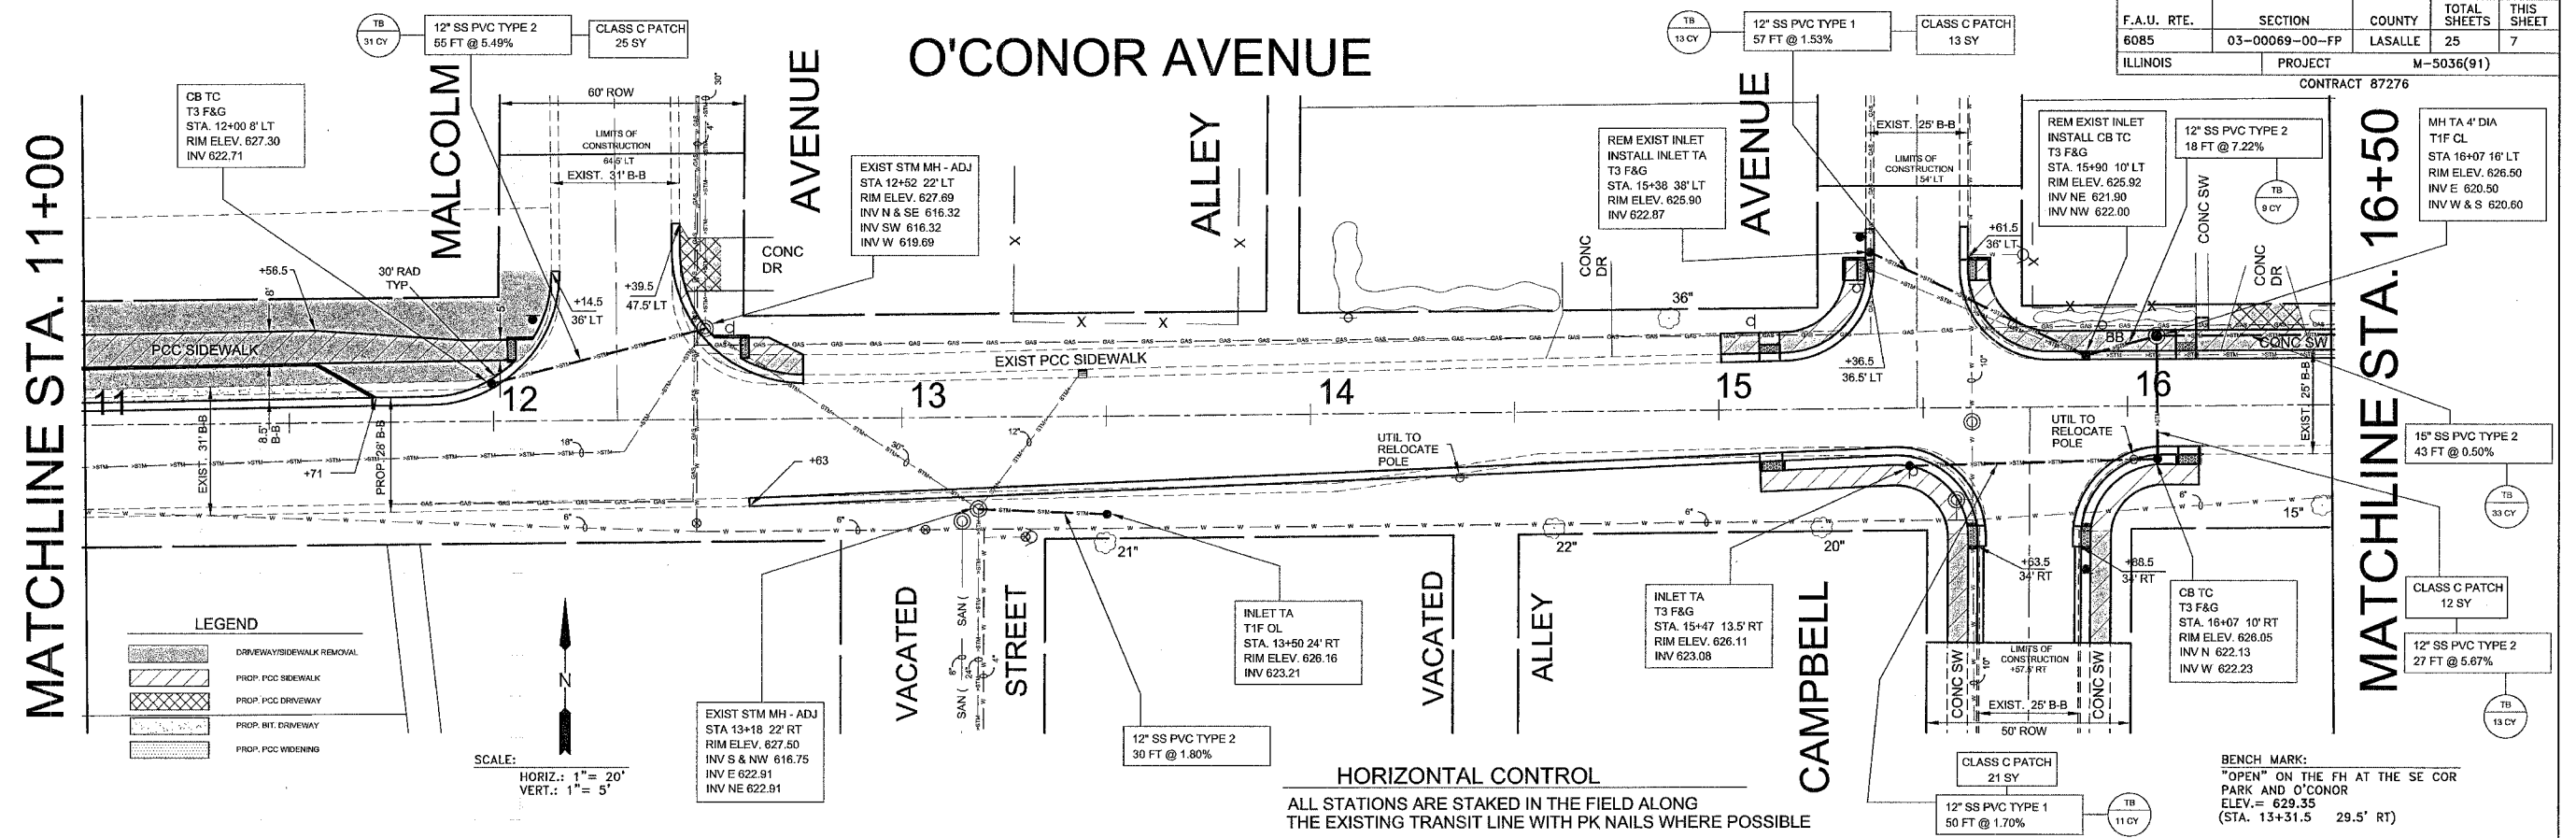 O'CONOR AVENUE
F.A.U. RTE.
SECTION
COUNTY
TOTAL
SHEETS
THIS
SHEET
6085
03-00069-00-FP
LASALLE
25
7
ILLINOIS
PROJECT
M-5036(91)
CONTRACT 87276
MATCHLINE STA. 11+00
MATCHLINE STA. 16+50
TB
31 CY
12" SS PVC TYPE 2
55 FT @ 5.49%
CLASS C PATCH
25 SY
CB TC
T3 F&G
STA. 12+00 8' LT
RIM ELEV. 627.30
INV 622.71
MALCOLM
AVENUE
60' ROW
LIMITS OF
CONSTRUCTION
64.5' LT
EXIST. 31' B-B
30"
4"
EXIST STM MH - ADJ
STA 12+52 22' LT
RIM ELEV. 627.69
INV N & SE 616.32
INV SW 616.32
INV W 619.69
CONC
DR
ALLEY
TB
13 CY
12" SS PVC TYPE 1
57 FT @ 1.53%
CLASS C PATCH
13 SY
REM EXIST INLET
INSTALL INLET TA
T3 F&G
STA. 15+38 38' LT
RIM ELEV. 625.90
INV 622.87
AVENUE
EXIST. 25' B-B
LIMITS OF
CONSTRUCTION
54' LT
REM EXIST INLET
INSTALL CB TC
T3 F&G
STA. 15+90 10' LT
RIM ELEV. 625.92
INV NE 621.90
INV NW 622.00
12" SS PVC TYPE 2
18 FT @ 7.22%
TB
9 CY
CONC SW
MH TA 4' DIA
T1F CL
STA 16+07 16' LT
RIM ELEV. 626.50
INV E 620.50
INV W & S 620.60
+61.5
36' LT
CONC
DR
CONC
DR
+56.5
8'
30' RAD
TYP
5'
+14.5
36' LT
+39.5
47.5' LT
36"
+36.5
36.5' LT
PCC SIDEWALK
EXIST PCC SIDEWALK
BB
CONC SW
11
12
13
14
15
16
EXIST. 31' B-B
8.5'
B-B
+71
PROP. 28' B-B
18"
30"
12"
10"
+63
UTIL TO
RELOCATE
POLE
UTIL TO
RELOCATE
POLE
EXIST. 25' B-B
15" SS PVC TYPE 2
43 FT @ 0.50%
TB
33 CY
6"
6"
6"
6"
15"
21"
22"
20"
LEGEND
DRIVEWAY/SIDEWALK REMOVAL
PROP. PCC SIDEWALK
PROP. PCC DRIVEWAY
PROP. BIT. DRIVEWAY
PROP. PCC WIDENING
N
SCALE:
HORIZ.: 1"= 20'
VERT.: 1"= 5'
EXIST STM MH - ADJ
STA 13+18 22' RT
RIM ELEV. 627.50
INV S & NW 616.75
INV E 622.91
INV NE 622.91
VACATED
STREET
SAN (
SAN (
8"
24"
4"
12" SS PVC TYPE 2
30 FT @ 1.80%
INLET TA
T1F OL
STA. 13+50 24' RT
RIM ELEV. 626.16
INV 623.21
VACATED
ALLEY
INLET TA
T3 F&G
STA. 15+47 13.5' RT
RIM ELEV. 626.11
INV 623.08
CAMPBELL
+63.5
34' RT
+88.5
34' RT
CONC SW
CONC SW
10"
LIMITS OF
CONSTRUCTION
+57.5' RT
EXIST. 25' B-B
50' ROW
CB TC
T3 F&G
STA. 16+07 10' RT
RIM ELEV. 626.05
INV N 622.13
INV W 622.23
CLASS C PATCH
12 SY
12" SS PVC TYPE 2
27 FT @ 5.67%
TB
13 CY
CLASS C PATCH
21 SY
12" SS PVC TYPE 1
50 FT @ 1.70%
TB
11 CY
HORIZONTAL CONTROL
ALL STATIONS ARE STAKED IN THE FIELD ALONG
THE EXISTING TRANSIT LINE WITH PK NAILS WHERE POSSIBLE
BENCH MARK:
"OPEN" ON THE FH AT THE SE COR
PARK AND O'CONOR
ELEV.= 629.35
(STA. 13+31.5 29.5' RT)